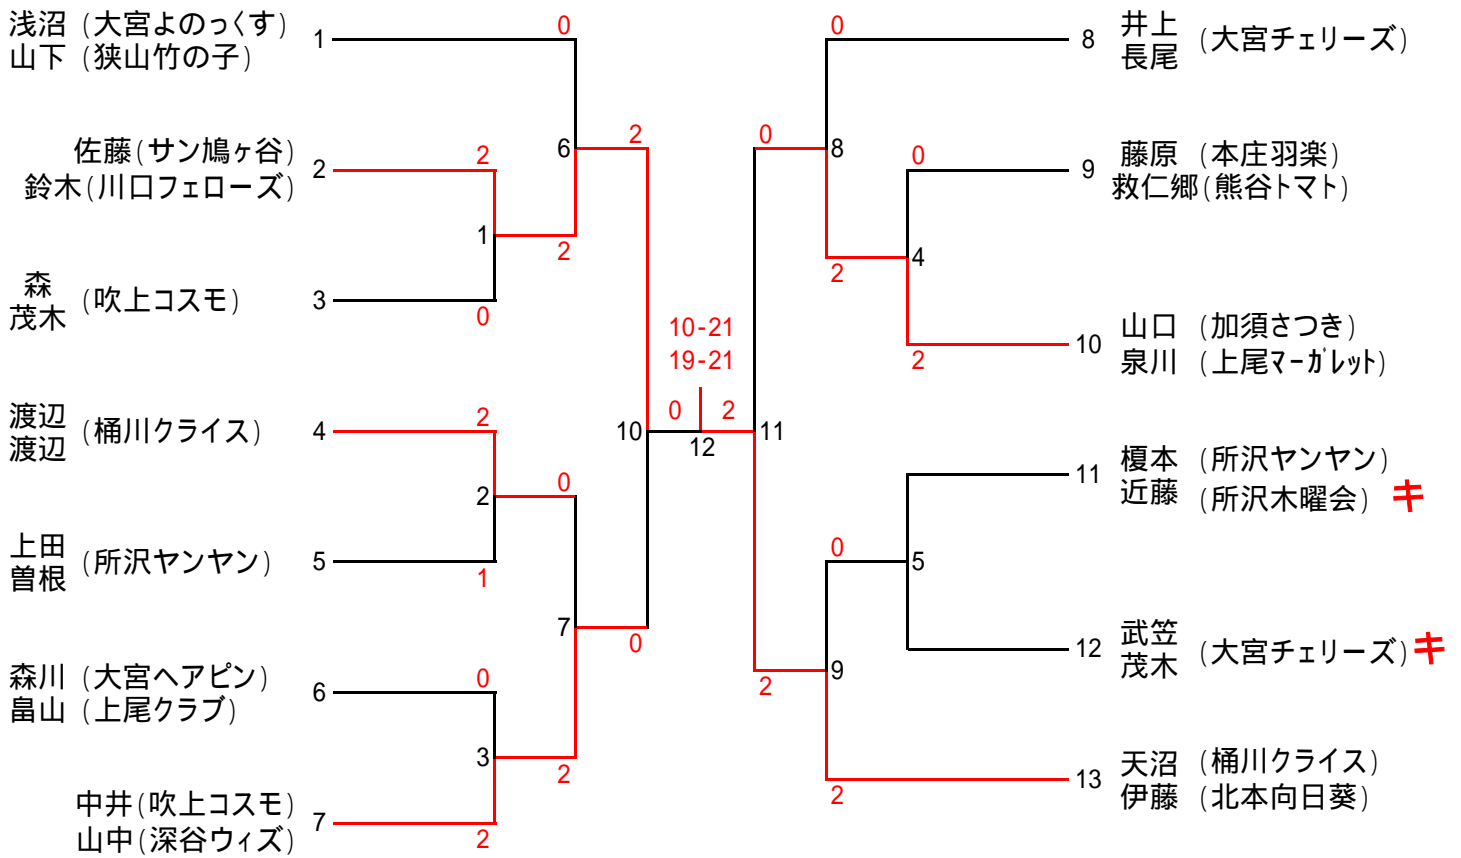 浅沼 (大宮よのっくす)
山下 (狭山竹の子)
1
0
佐藤(サン鳩ヶ谷)
鈴木(川口フェローズ)
2
2
6
2
1
2
森
茂木
(吹上コスモ)
3
0
渡辺
渡辺
(桶川クライス)
4
2
10
2
0
上田
曽根
(所沢ヤンヤン)
5
1
7
0
森川 (大宮ヘアピン)
畠山 (上尾クラブ)
6
0
3
2
中井(吹上コスモ)
山中(深谷ウィズ)
7
2
10-21
19-21
0 2
12
0
8 井上
長尾
(大宮チェリーズ)
0
8
0
9 藤原 (本庄羽楽)
救仁郷(熊谷トマト)
2
4
10 山口 (加須さつき)
泉川 (上尾マーガレット)
2
11
11 榎本 (所沢ヤンヤン)
近藤 (所沢木曜会) キ
0
5
12 武笠
茂木
(大宮チェリーズ) キ
2
9
13 天沼 (桶川クライス)
伊藤 (北本向日葵)
2